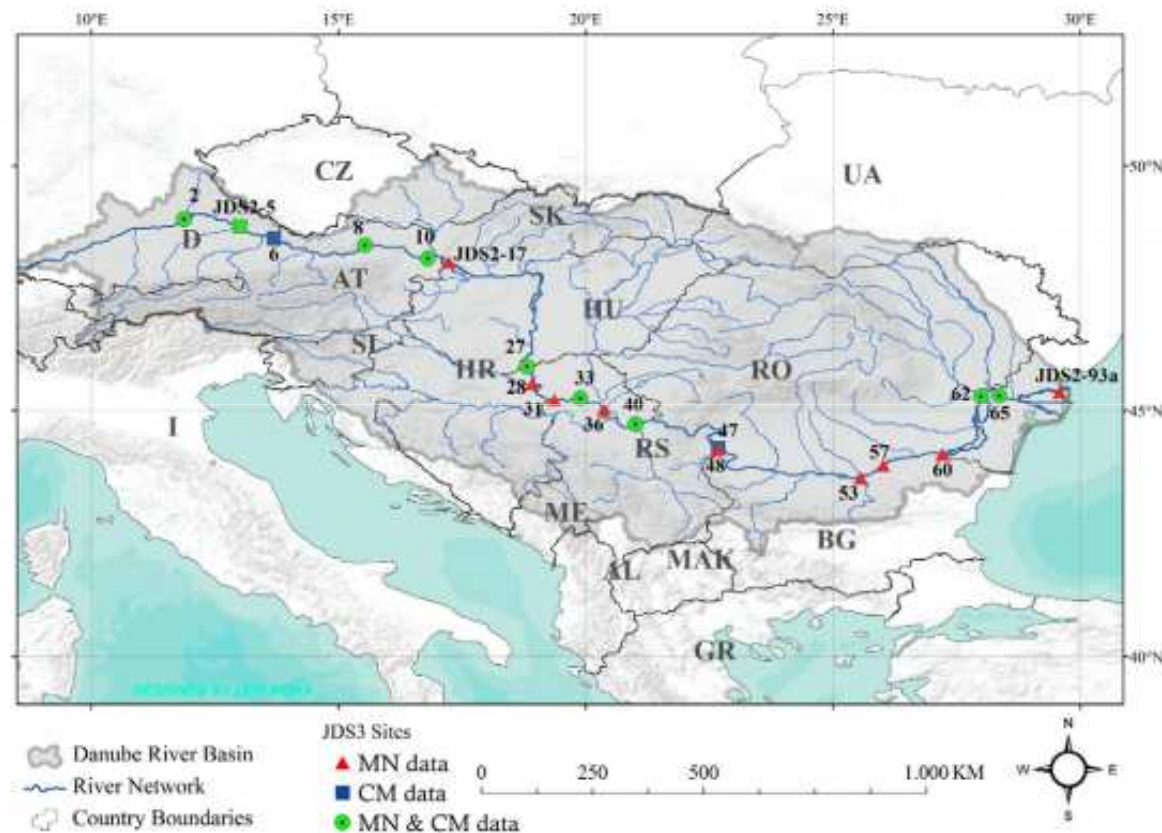 10°E 15°E 20°E 25°E 30°E
50°N
CZ
UA
2
JDS2-5
SK
D
6
8
10
JDS2-17
AT
HU
SI
27
HR
28
33
RO
JDS2-93a
62
65
45°N
31
36
40
I
RS
47
48
57
53
60
ME
BG
AL
MAK
GR
40°N
JDS3 Sites
Danube River Basin
River Network
Country Boundaries
MN data
CM data
MN & CM data
0 250 500 1.000 KM
N
W E
S